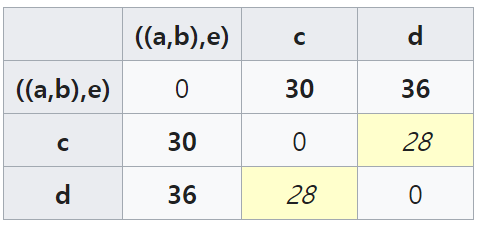 ((a,b),e) c d
((a,b),e) 0 30 36
c 30 0 28
d 36 28 0